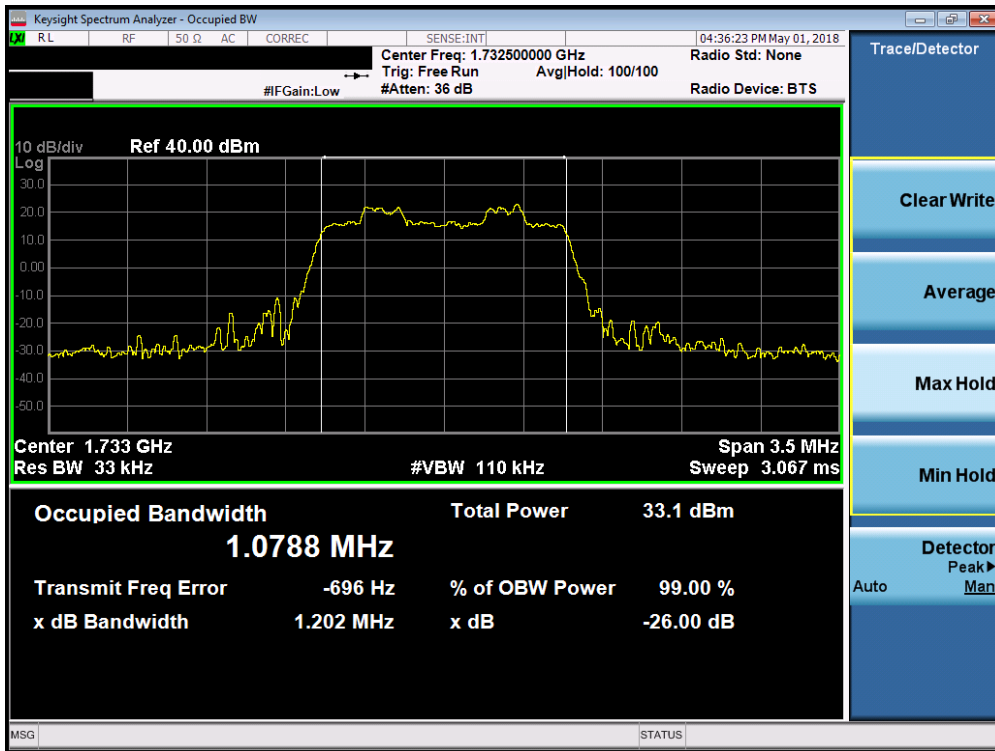 Keysight Spectrum Analyzer - Occupied BW
LXI RL RF 50 Ω AC CORREC SENSE:INT 04:36:23 PM May 01, 2018
Center Freq: 1.732500000 GHz Radio Std: None
Trig: Free Run Avg|Hold: 100/100
#IFGain:Low #Atten: 36 dB Radio Device: BTS
10 dB/div Ref 40.00 dBm
Log
30.0
20.0
10.0
0.00
-10.0
-20.0
-30.0
-40.0
-50.0
Center 1.733 GHz Span 3.5 MHz
Res BW 33 kHz #VBW 110 kHz Sweep 3.067 ms
Occupied Bandwidth Total Power 33.1 dBm
1.0788 MHz
Transmit Freq Error -696 Hz % of OBW Power 99.00 %
x dB Bandwidth 1.202 MHz x dB -26.00 dB
MSG STATUS
Trace/Detector
Clear Write
Average
Max Hold
Min Hold
Detector
Peak▶
Auto Man